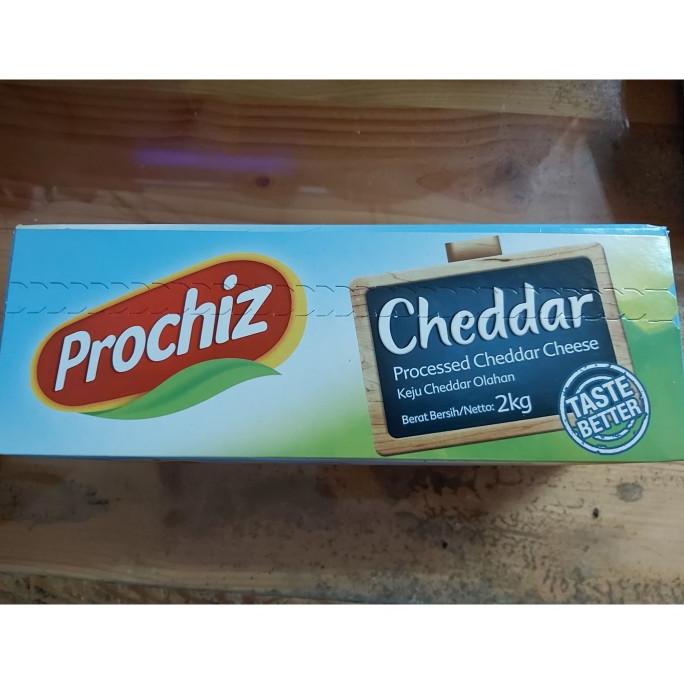 Prochiz
Cheddar
Processed Cheddar Cheese
Keju Cheddar Olahan
Berat Bersih/Netto: 2kg
TASTE
BETTER